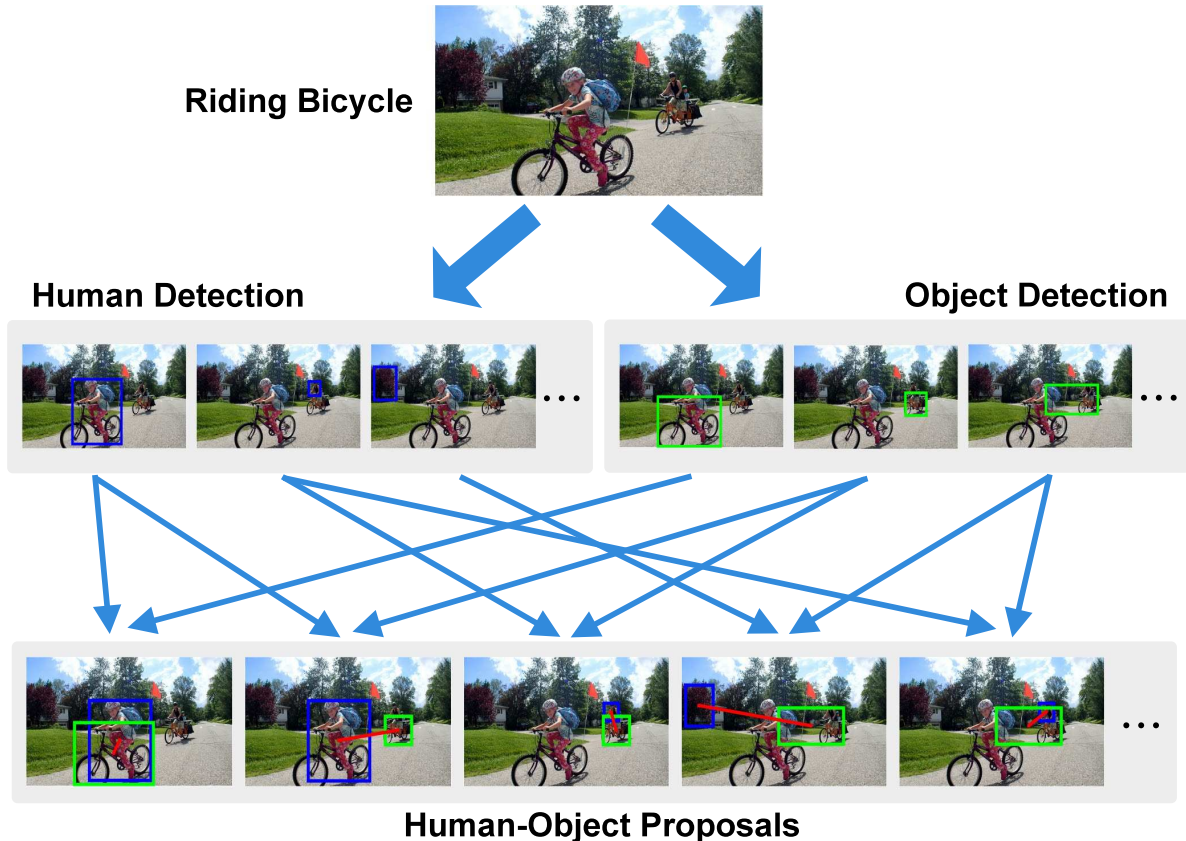 Riding Bicycle
Human Detection
Object Detection
...
...
...
Human-Object Proposals